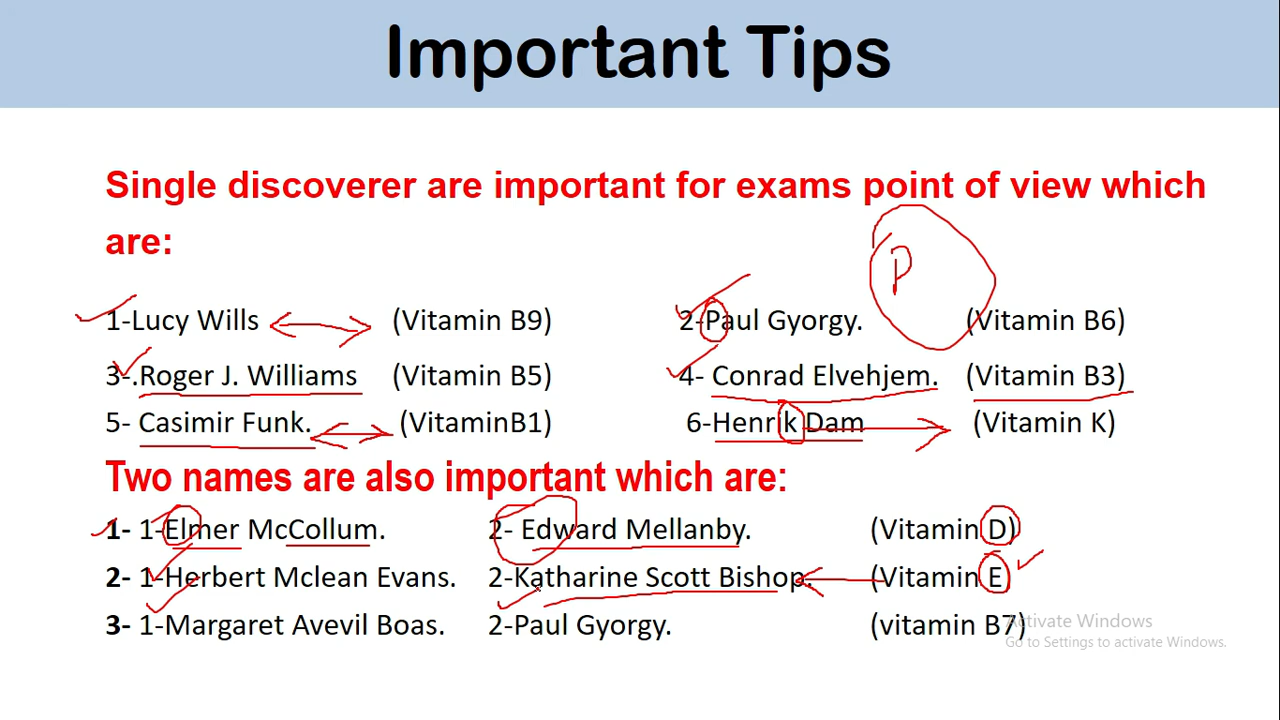 Important Tips
Single discoverer are important for exams point of view which
are:
P
1-Lucy Wills (Vitamin B9) 2-Paul Gyorgy. (Vitamin B6)
3-.Roger J. Williams (Vitamin B5) 4- Conrad Elvehjem. (Vitamin B3)
5- Casimir Funk. (VitaminB1) 6-Henrik Dam (Vitamin K)
Two names are also important which are:
1- 1-Elmer McCollum. 2- Edward Mellanby. (Vitamin D)
2- 1-Herbert Mclean Evans. 2-Katharine Scott Bishop. (Vitamin E)
3- 1-Margaret Avevil Boas. 2-Paul Gyorgy. (vitamin B7)
Activate Windows
Go to Settings to activate Windows.